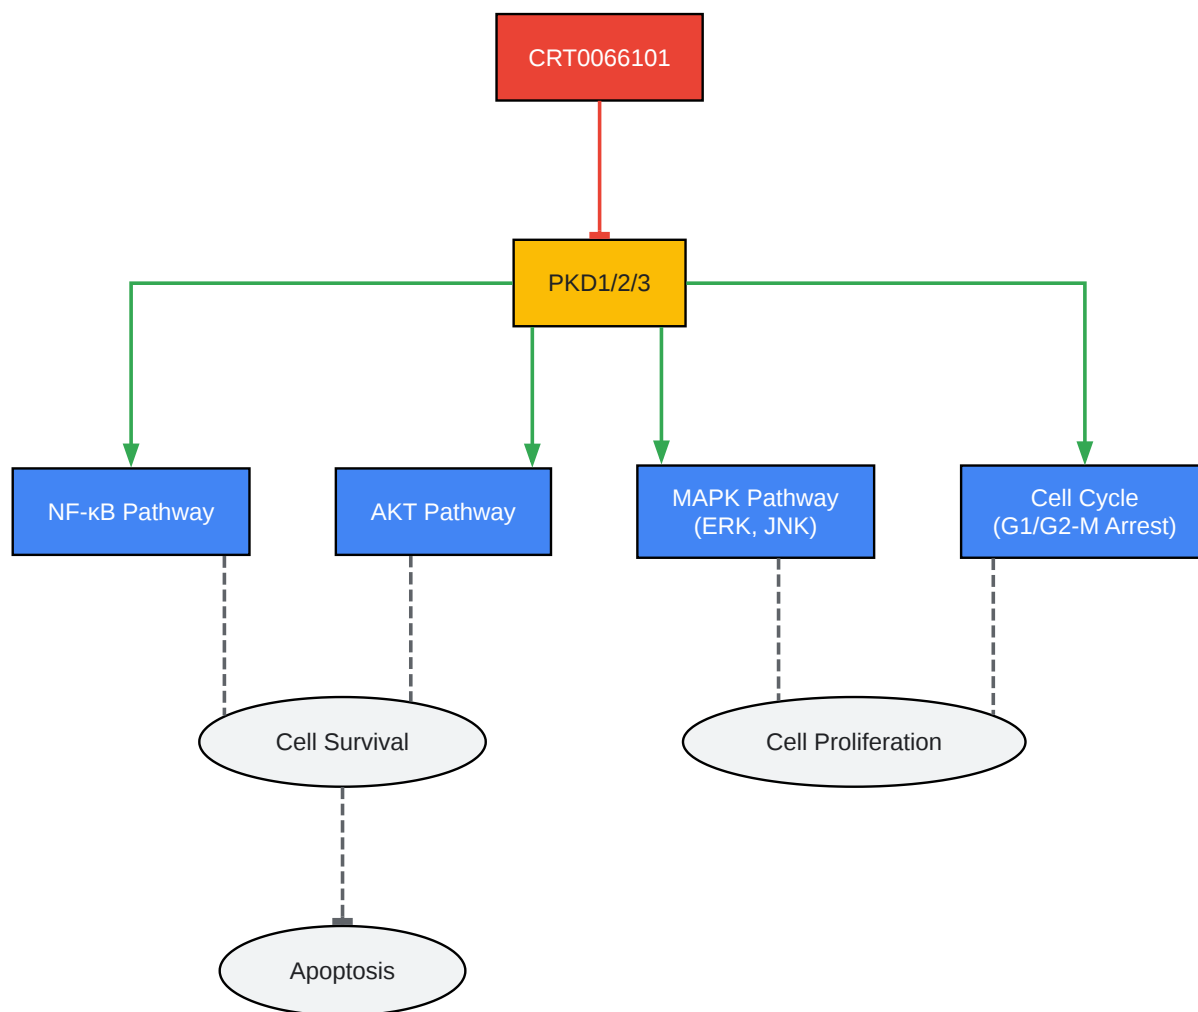 CRT0066101
PKD1/2/3
NF-κB Pathway
AKT Pathway
MAPK Pathway
(ERK, JNK)
Cell Cycle
(G1/G2-M Arrest)
Cell Survival
Cell Proliferation
Apoptosis